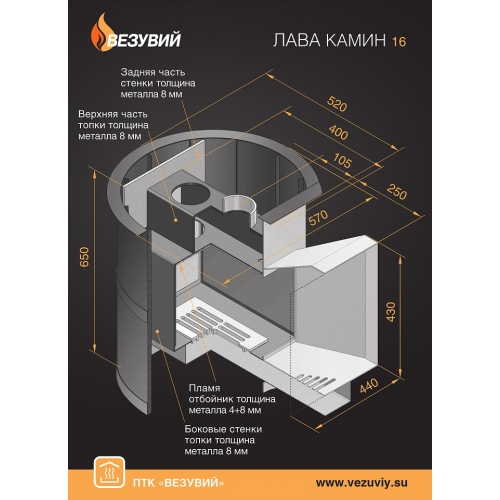 ВЕЗУВИЙ
ЛАВА КАМИН 16
Задняя часть
стенки толщина
металла 8 мм
Верхняя часть
топки толщина
металла 8 мм
520
400
105
250
570
650
430
440
Пламя
отбойник толщина
металла 4+8 мм
Боковые стенки
топки толщина
металла 8 мм
ПТК «ВЕЗУВИЙ»
www.vezuviy.su